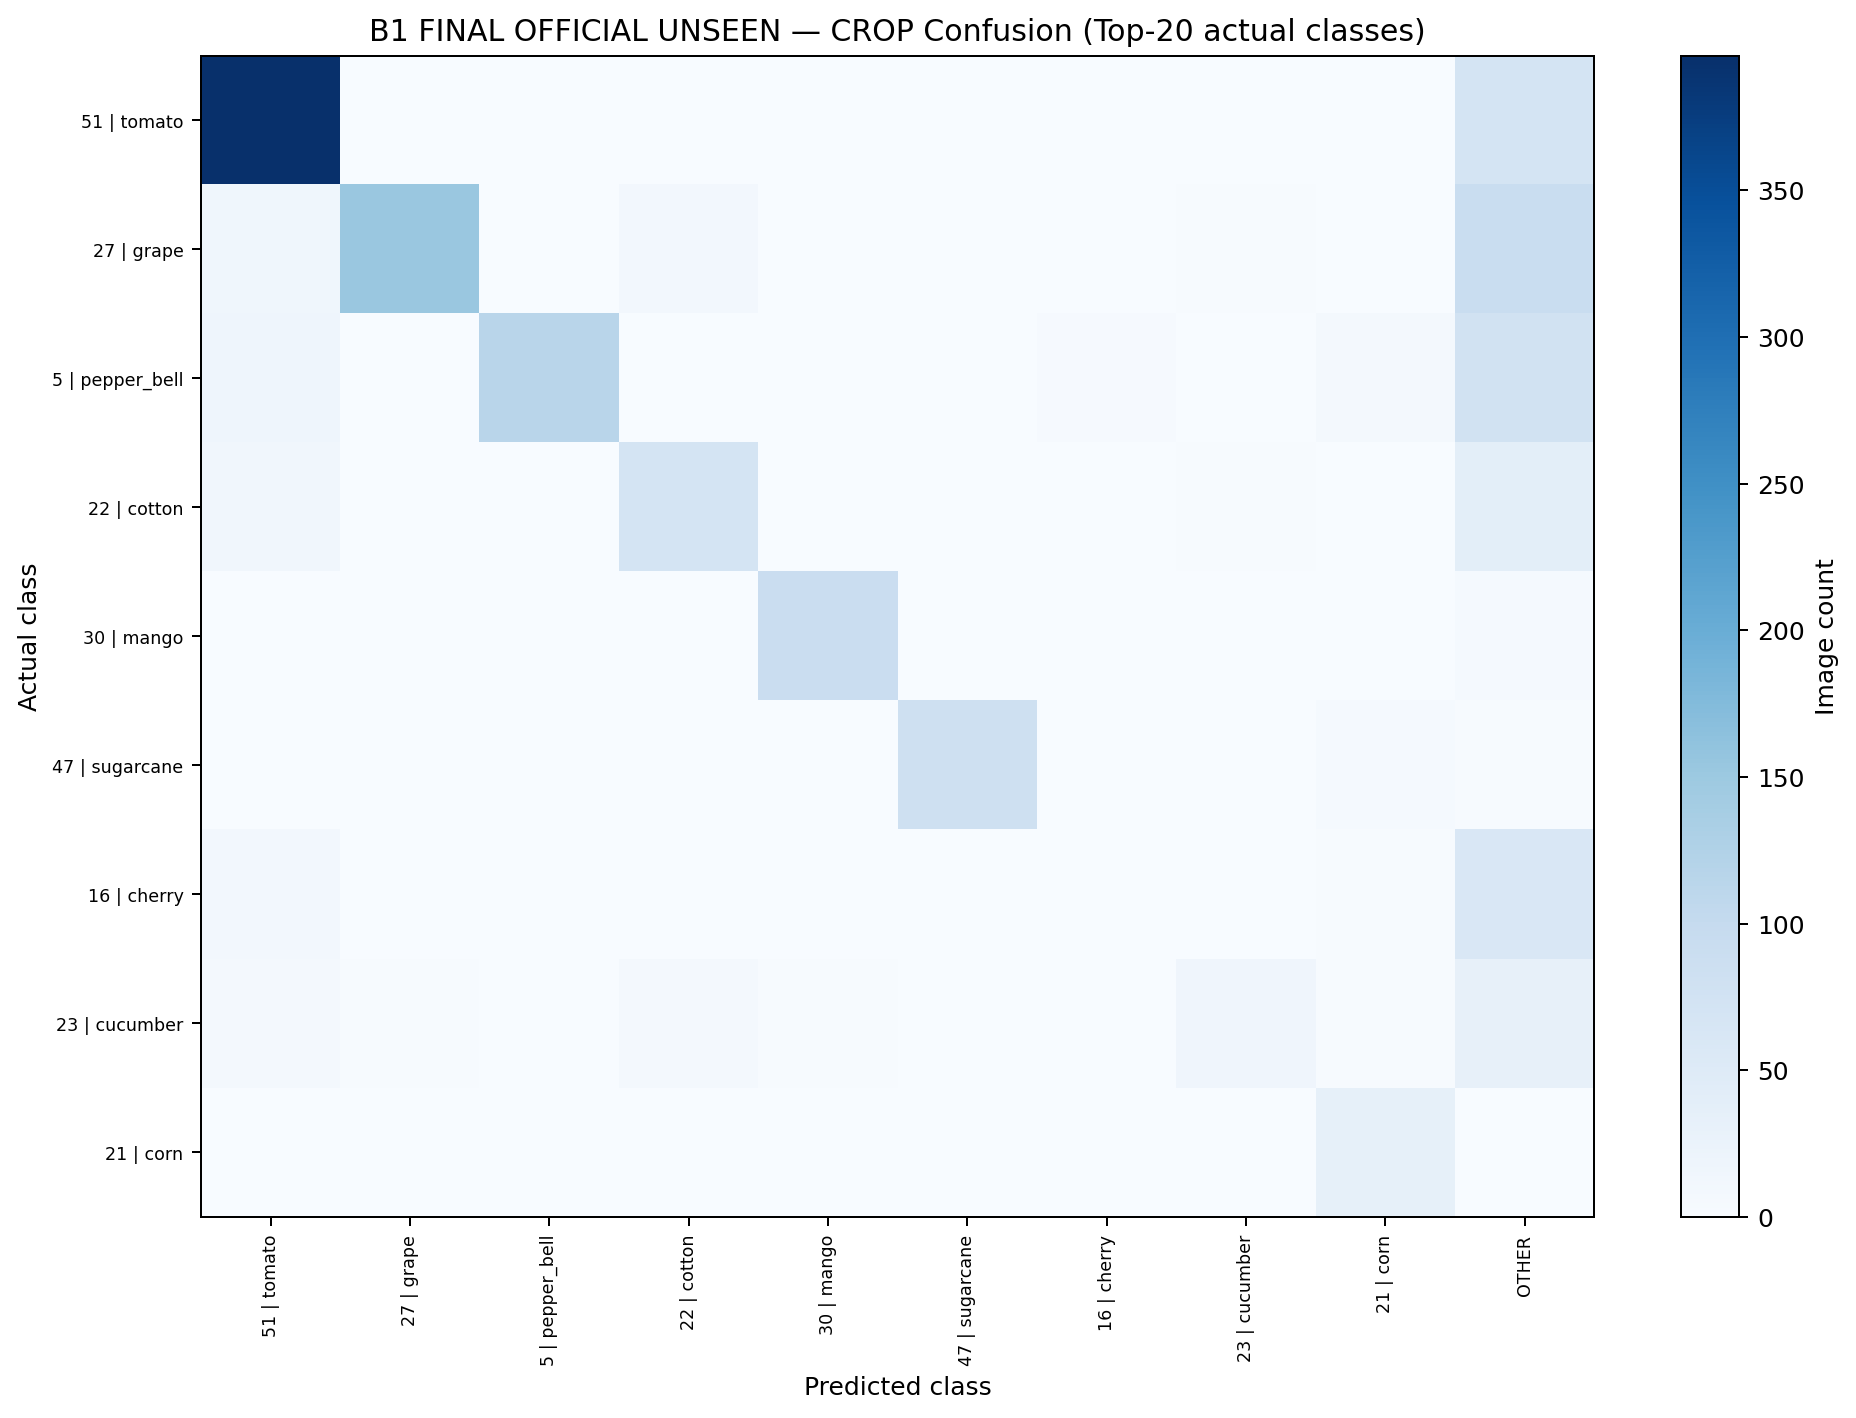 B1 FINAL OFFICIAL UNSEEN — CROP Confusion (Top-20 actual classes)
Actual class
51 | tomato
27 | grape
5 | pepper_bell
22 | cotton
30 | mango
47 | sugarcane
16 | cherry
23 | cucumber
21 | corn
51 | tomato
27 | grape
5 | pepper_bell
22 | cotton
30 | mango
47 | sugarcane
16 | cherry
23 | cucumber
21 | corn
OTHER
Predicted class
350
300
250
200
150
100
50
0
Image count